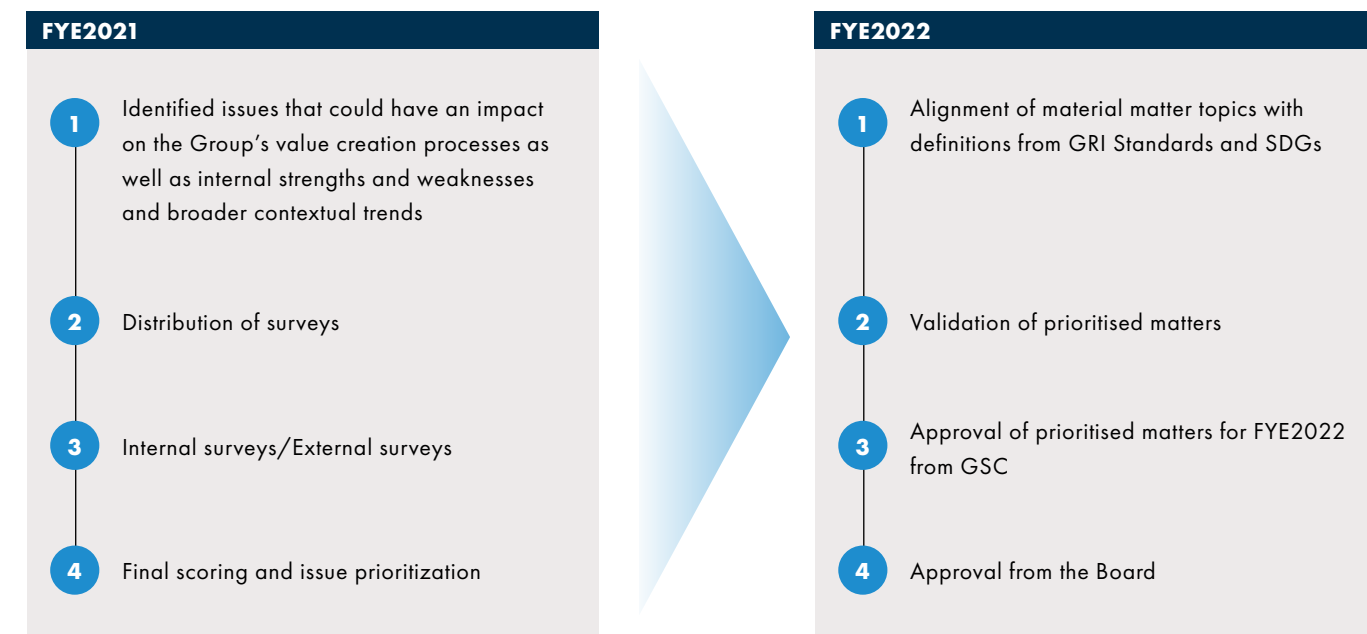 FYE2021
1
Identified issues that could have an impact
on the Group's value creation processes as
well as internal strengths and weaknesses
and broader contextual trends
2
Distribution of surveys
3
Internal surveys/External surveys
4
Final scoring and issue prioritization
FYE2022
1
Alignment of material matter topics with
definitions from GRI Standards and SDGs
2
Validation of prioritised matters
3
Approval of prioritised matters for FYE2022
from GSC
4
Approval from the Board